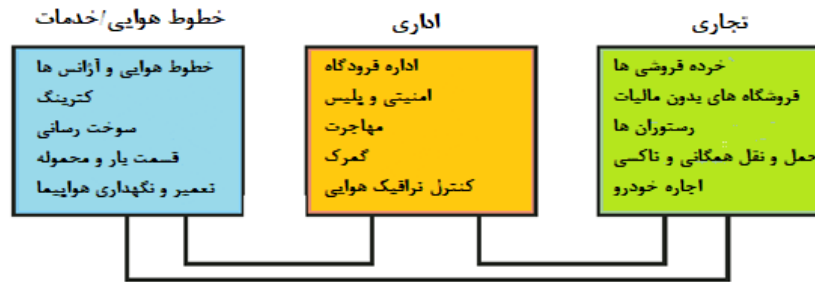 تجاری
خرده فروشی ها
فروشگاه های بدون مالیات
رستوران ها
حمل و نقل همگانی و تاکسی
اجاره خودرو
اداری
اداره فرودگاه
امنیتی و پلیس
مهاجرت
گمرک
کنترل ترافیک هوایی
خطوط هوایی/خدمات
خطوط هوایی و آژانس ها
کترینگ
سوخت رسانی
قسمت بار و محموله
تعمیر و نگهداری هواپیما